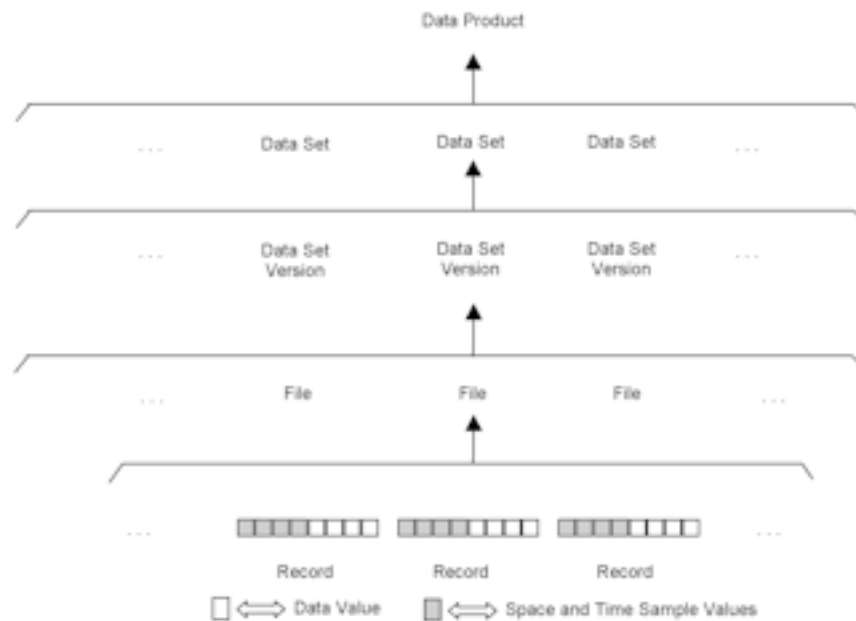 Data Product
... Data Set Data Set Data Set ...
... Data Set Version Data Set Version Data Set Version ...
... File File File ...
... ...
Record Record Record
Data Value Space and Time Sample Values